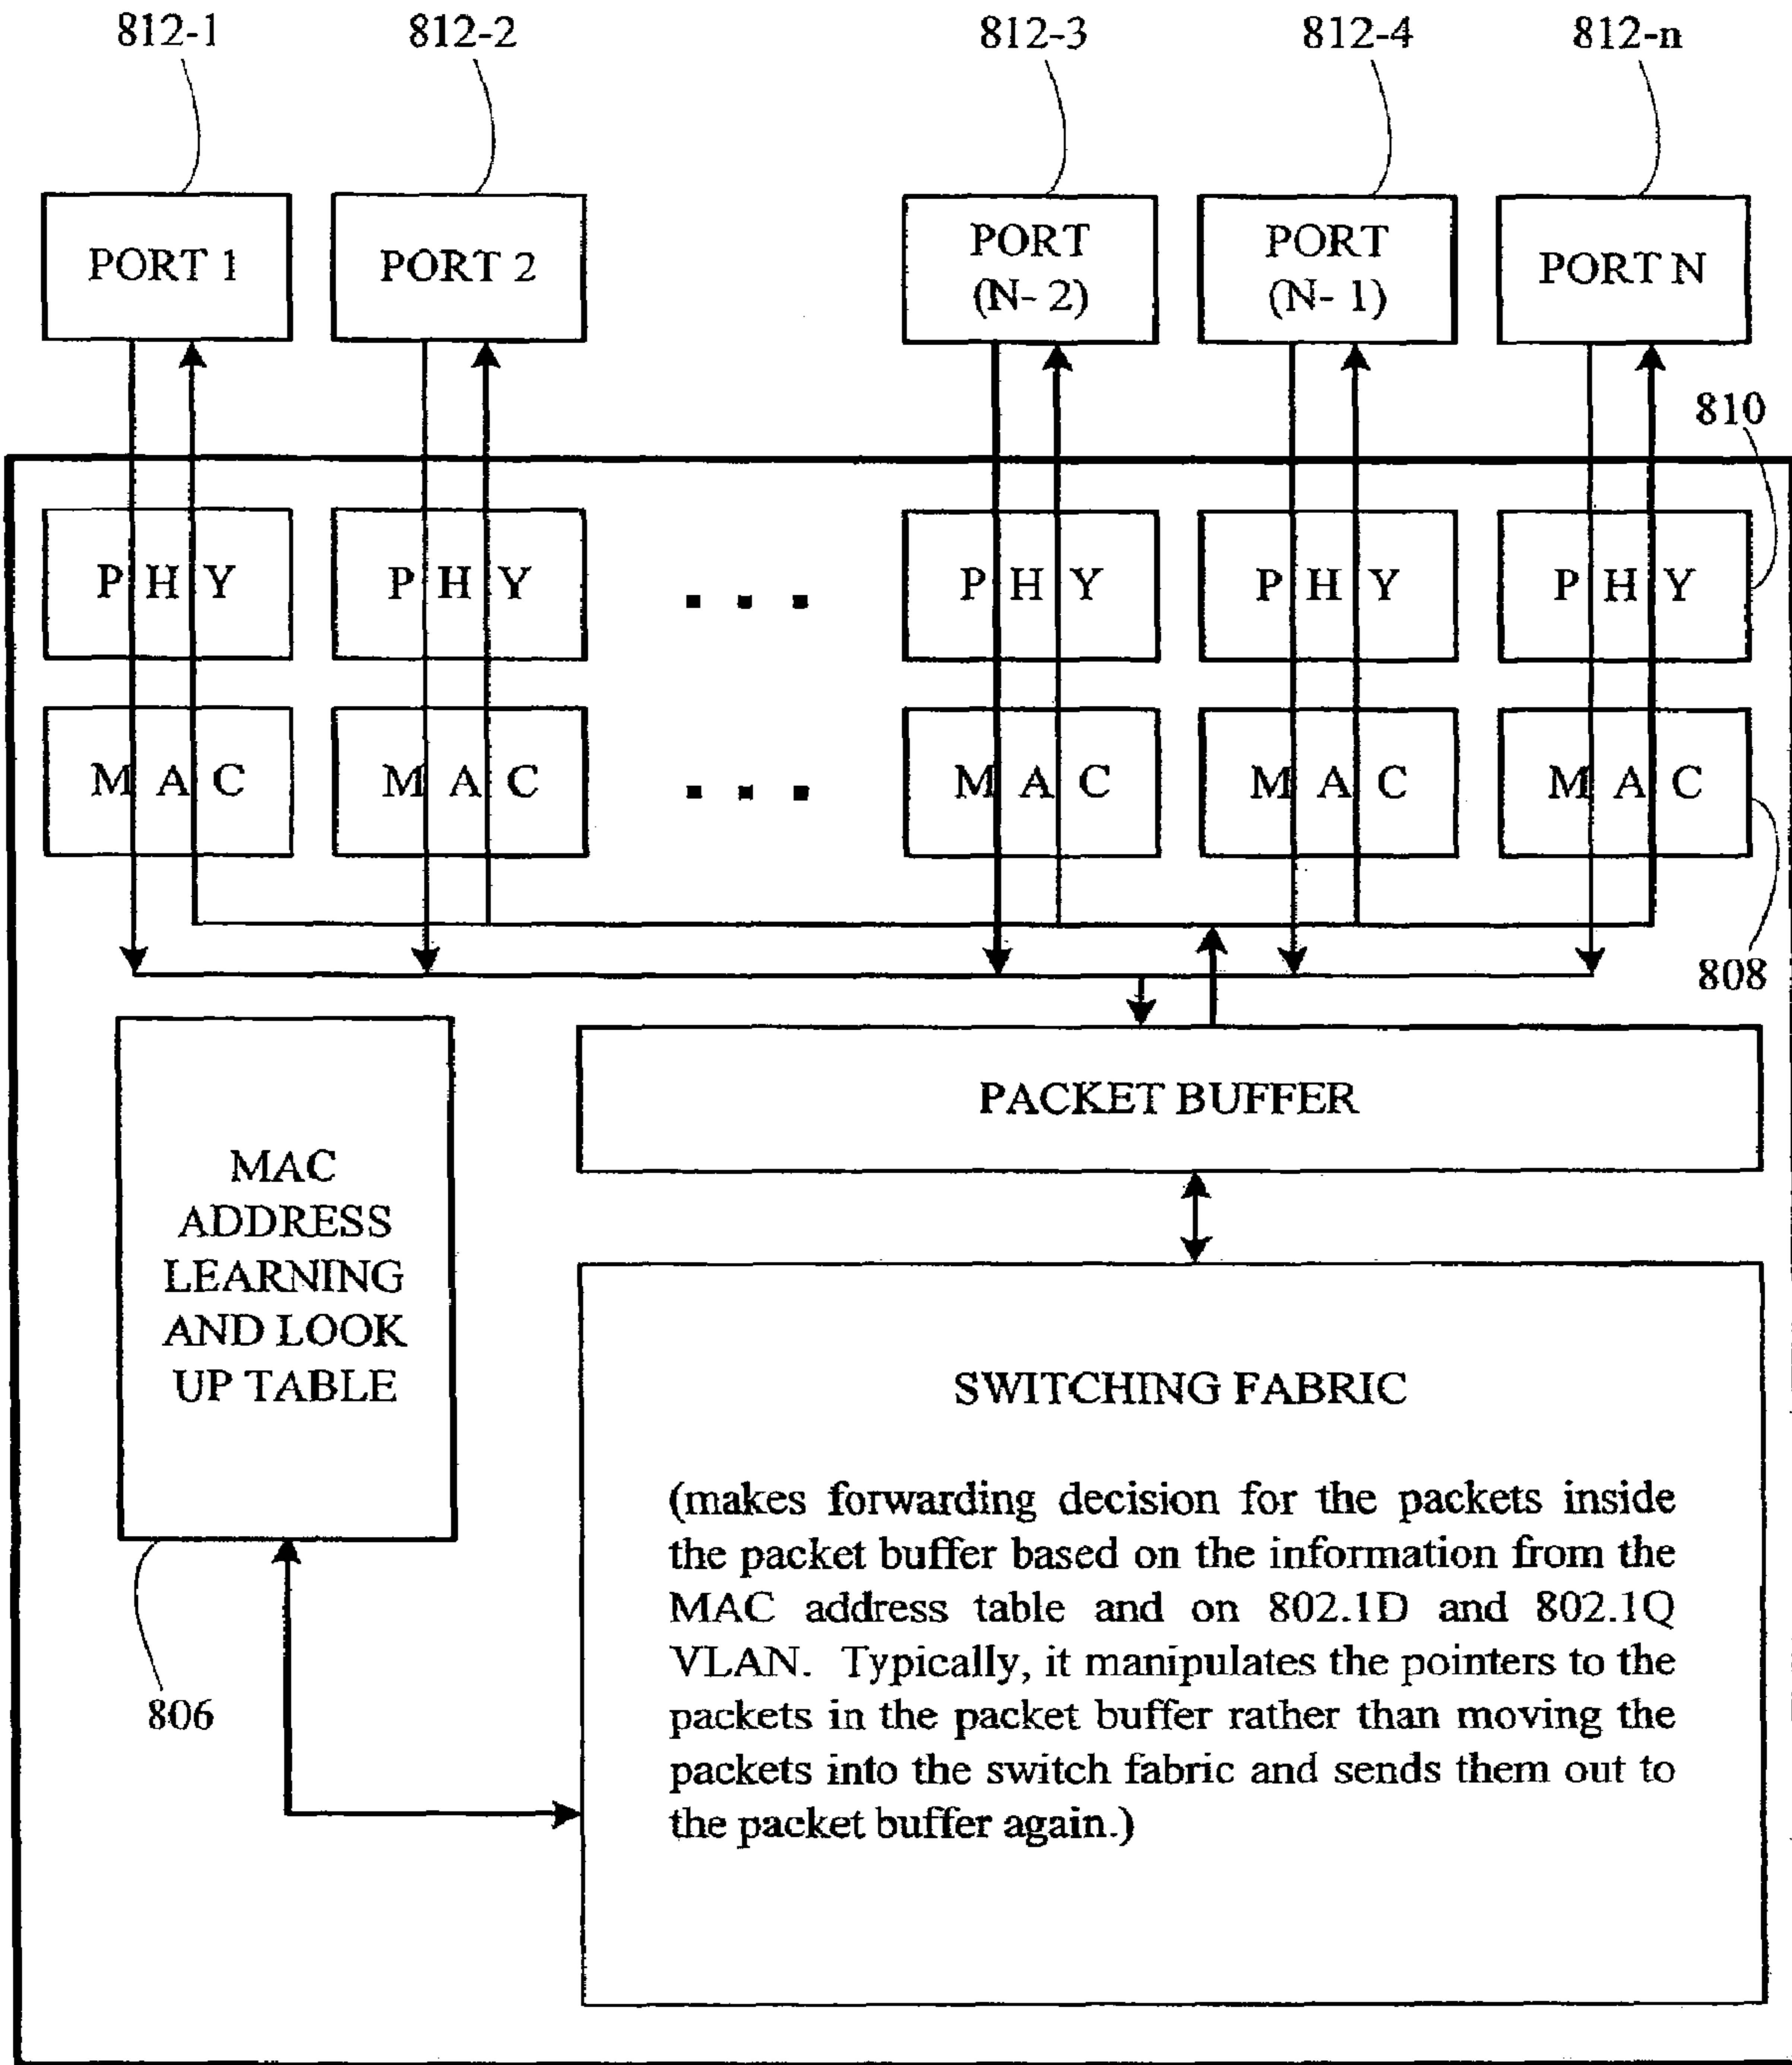 812-1 812-2 812-3 812-4 812-n
PORT 1 PORT 2 PORT (N- 2) PORT (N- 1) PORT N
810
P H Y P H Y . . . P H Y P H Y P H Y
M A C M A C . . . M A C M A C M A C
808
PACKET BUFFER
MAC
ADDRESS
LEARNING
AND LOOK
UP TABLE
806
SWITCHING FABRIC
(makes forwarding decision for the packets inside
the packet buffer based on the information from the
MAC address table and on 802.1D and 802.1Q
VLAN. Typically, it manipulates the pointers to the
packets in the packet buffer rather than moving the
packets into the switch fabric and sends them out to
the packet buffer again.)